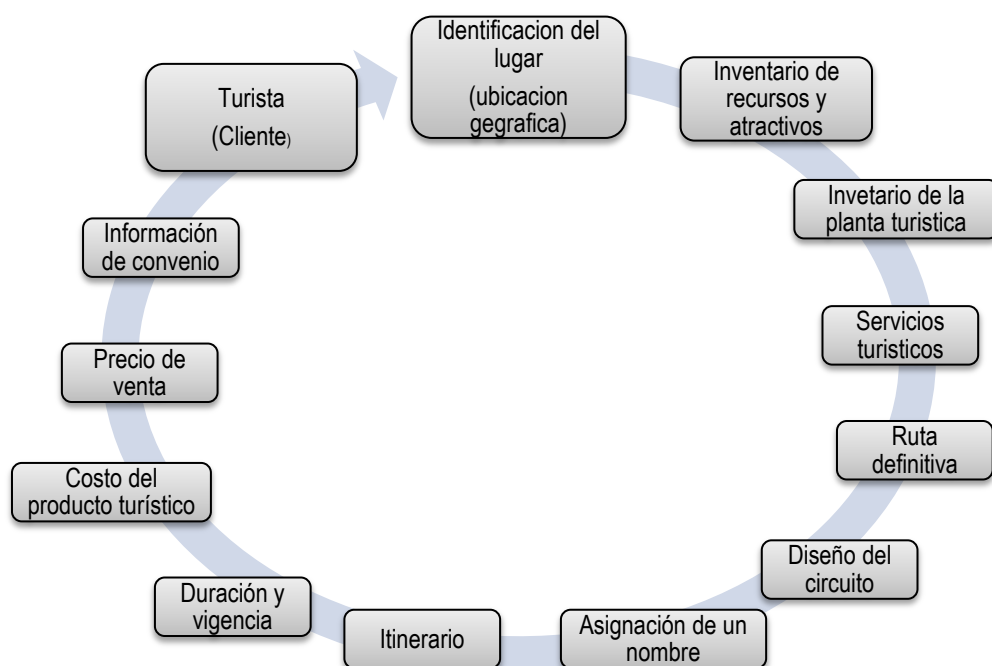 Identificacion del
lugar
(ubicacion
gegrafica)
Inventario de
recursos y
atractivos
Invetario de la
planta turistica
Servicios
turisticos
Ruta
definitiva
Diseño del
circuito
Asignación de un
nombre
Itinerario
Duración y
vigencia
Costo del
producto turístico
Precio de
venta
Información
de convenio
Turista
(Cliente)